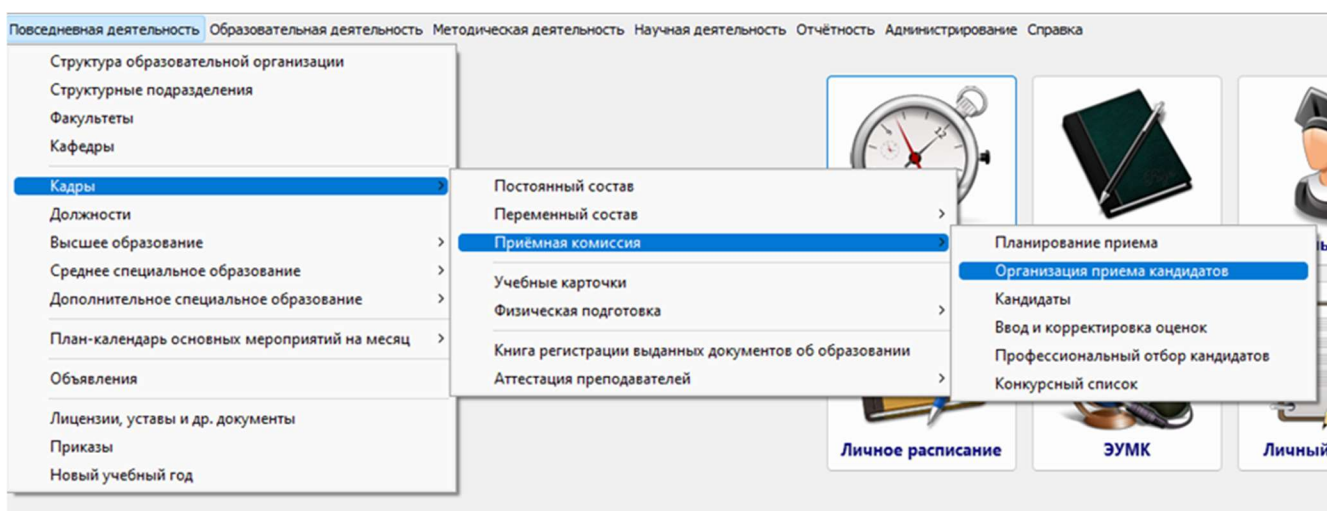 Повседневная деятельность Образовательная деятельность Методическая деятельность Научная деятельность Отчётность Администрирование Справка
Структура образовательной организации
Структурные подразделения
Факультеты
Кафедры
Кадры
Должности
Высшее образование
Среднее специальное образование
Дополнительное специальное образование
План-календарь основных мероприятий на месяц
Объявления
Лицензии, уставы и др. документы
Приказы
Новый учебный год
Постоянный состав
Переменный состав
Приёмная комиссия
Учебные карточки
Физическая подготовка
Книга регистрации выданных документов об образовании
Аттестация преподавателей
Планирование приема
Организация приема кандидатов
Кандидаты
Ввод и корректировка оценок
Профессиональный отбор кандидатов
Конкурсный список
12
Личное расписание
ЭУМК
Личный